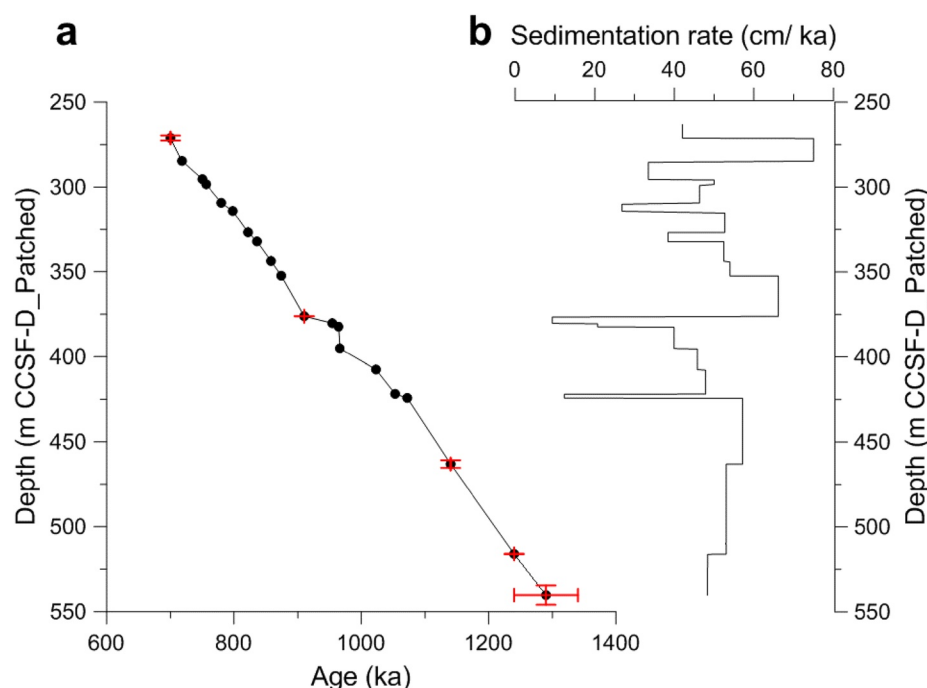 a
b
Sedimentation rate (cm/ ka)
0 20 40 60 80
250 250
300 300
350 350
400 400
450 450
500 500
550 550
Depth (m CCSF-D_Patched)
Depth (m CCSF-D_Patched)
600 800 1000 1200 1400
Age (ka)